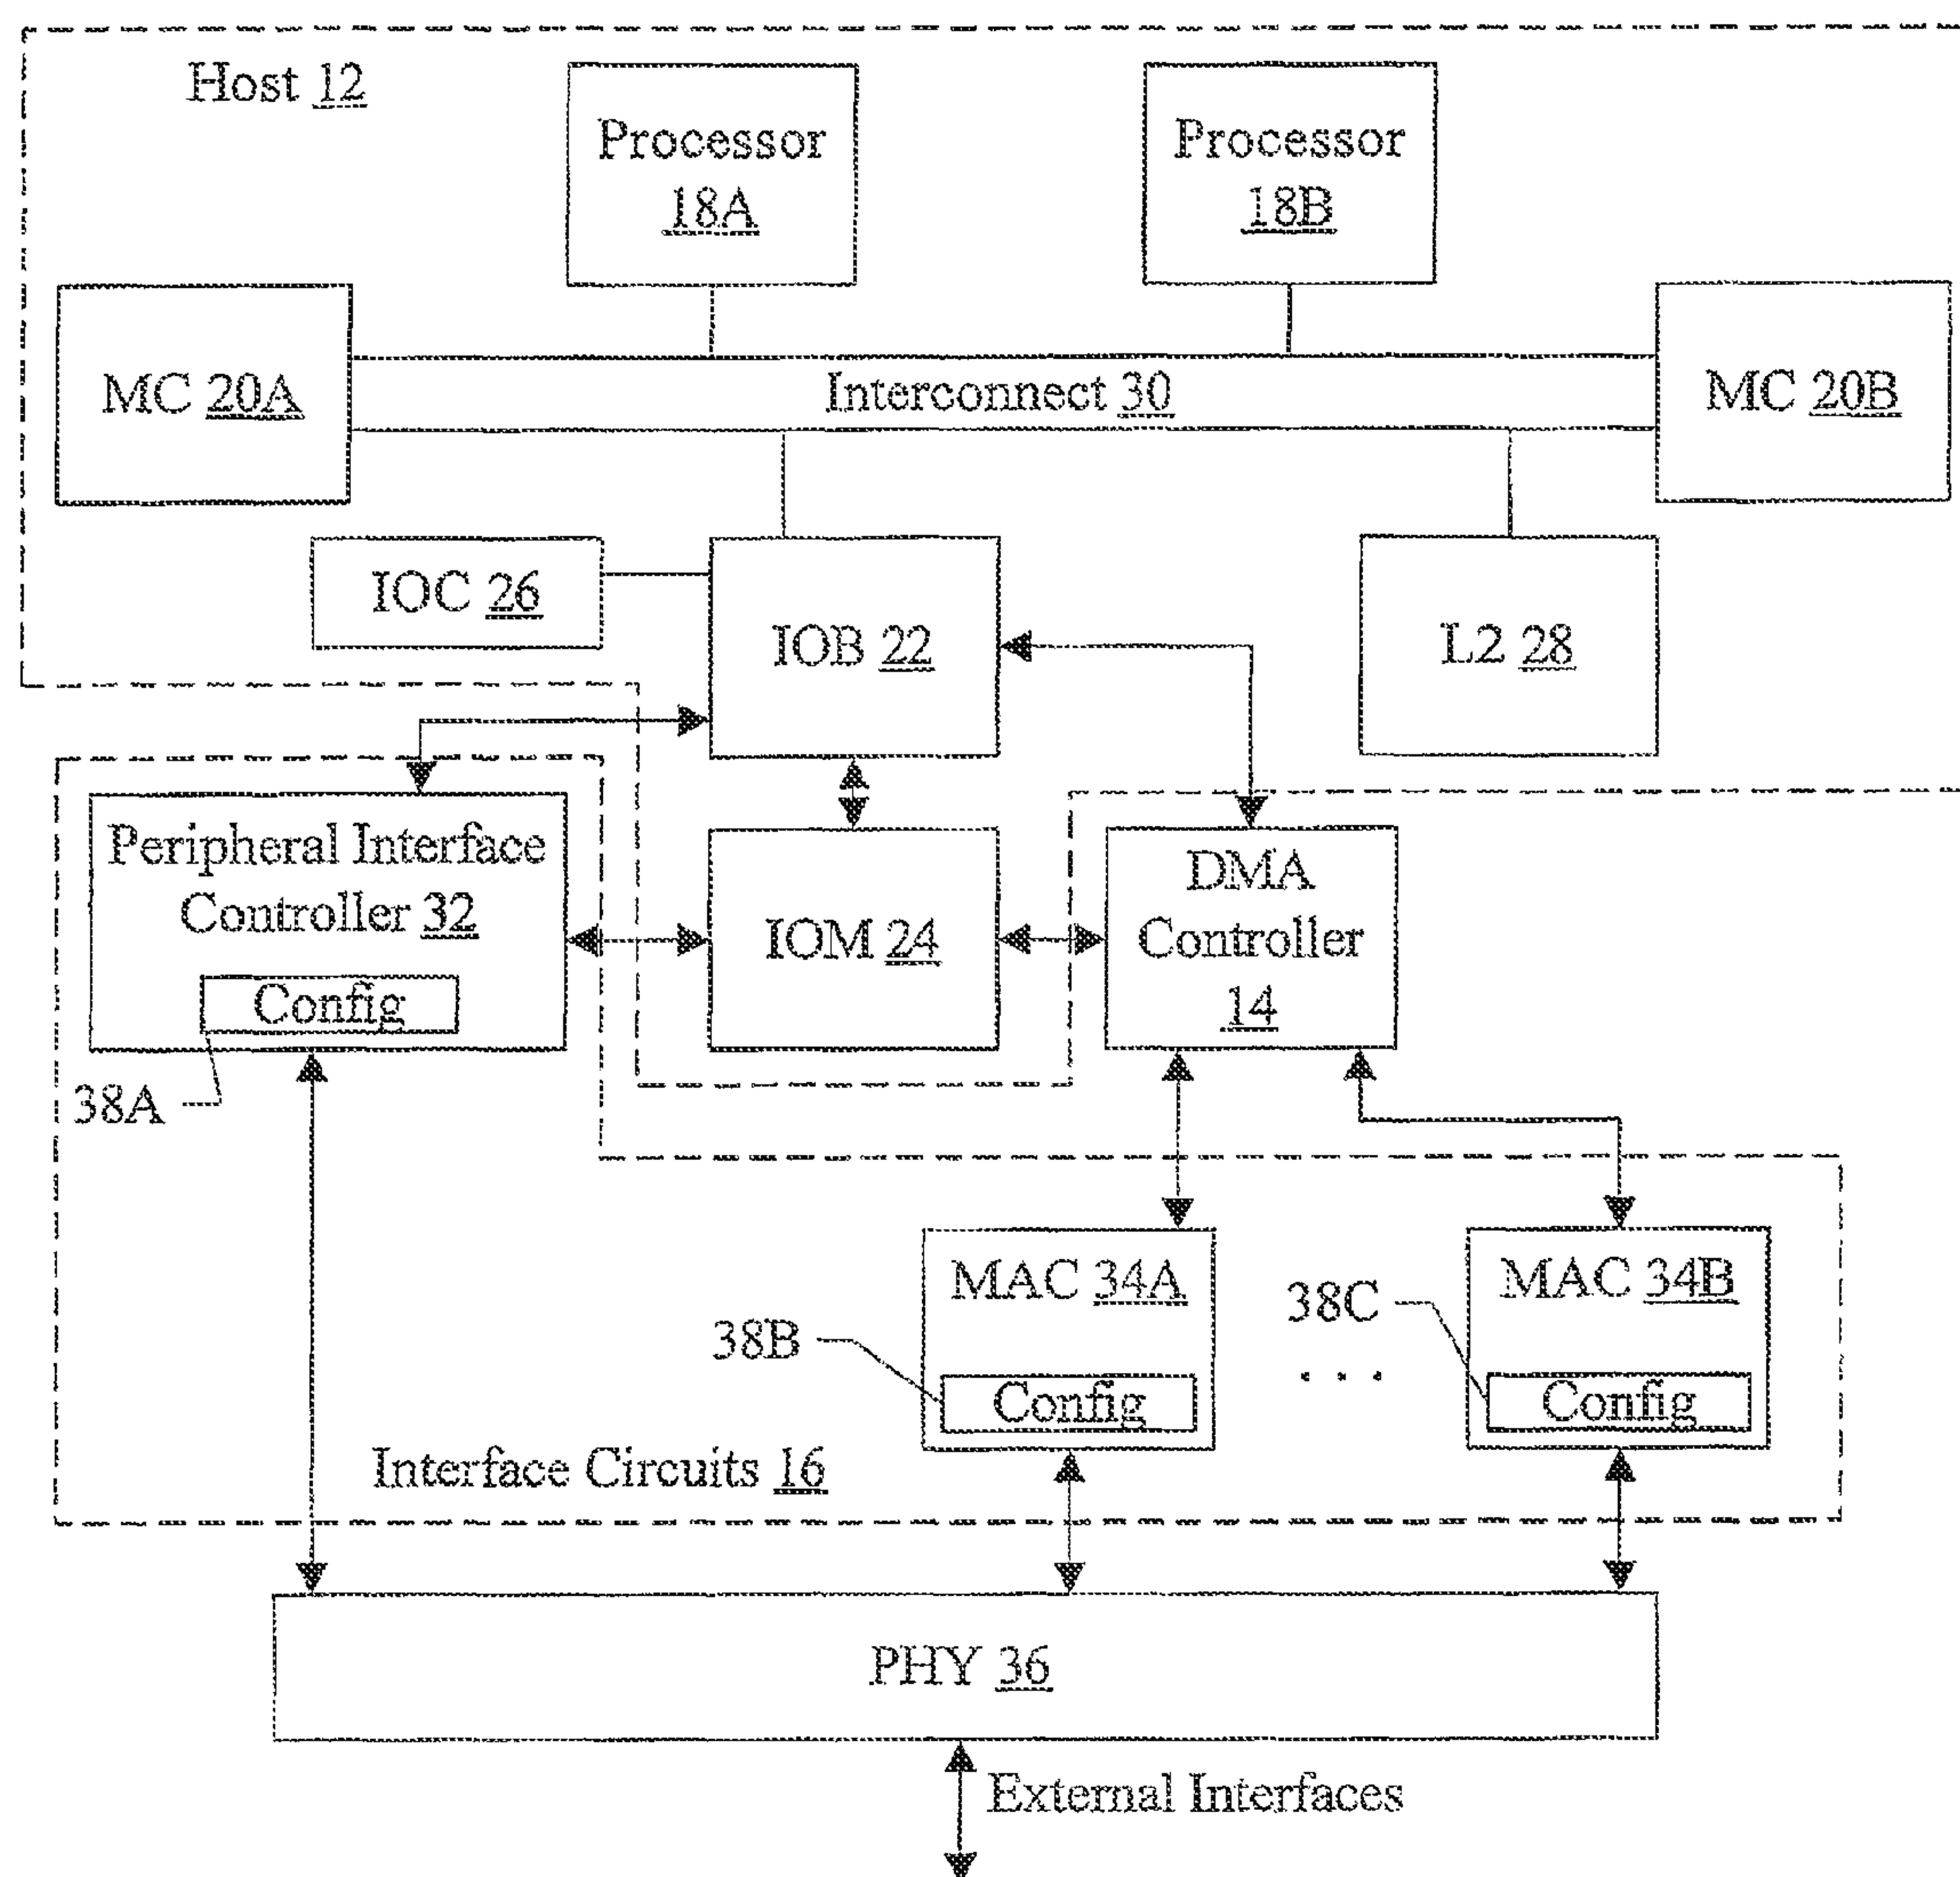 Host 12
Processor
18A
Processor
18B
MC 20A
Interconnect 30
MC 20B
IOC 26
IOB 22
L2 28
Peripheral Interface
Controller 32
Config
38A
IOM 24
DMA
Controller
14
MAC 34A
38B
Config
38C
. . .
MAC 34B
Config
Interface Circuits 16
PHY 36
External Interfaces